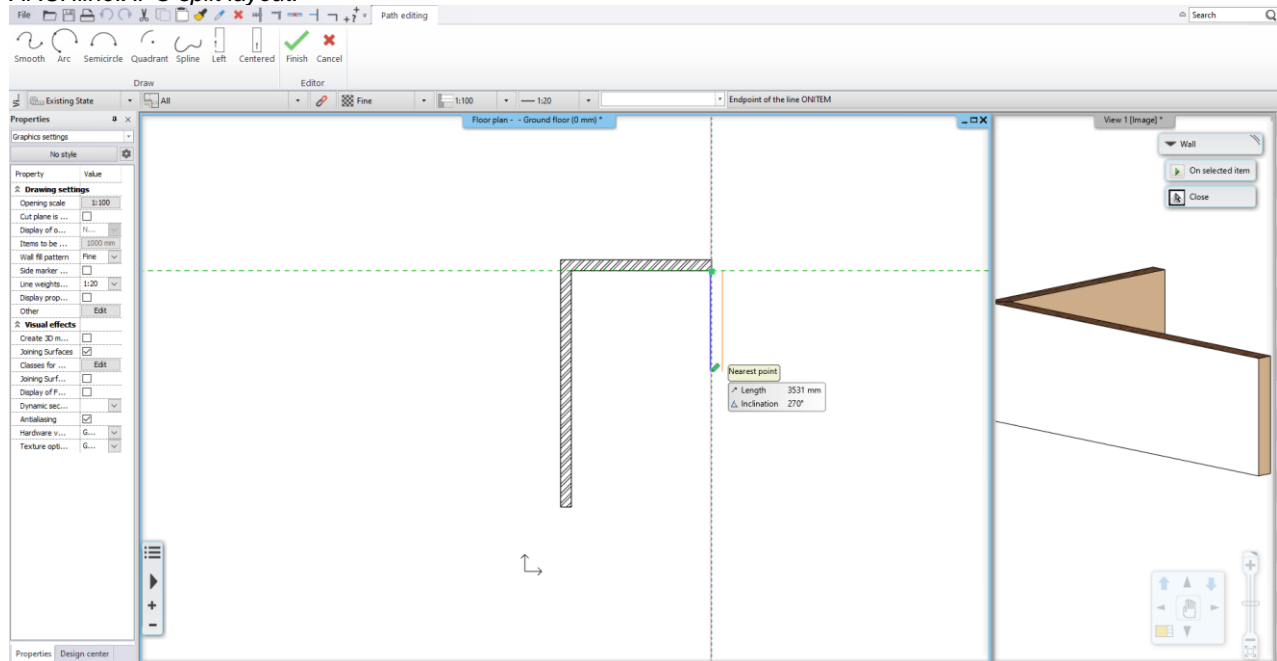 File
Path editing
Search
Smooth Arc Semicircle Quadrant Spline Left Centered Finish Cancel
Draw Editor
Existing State All Fine 1:100 1:20 Endpoint of the line ONITEM
Properties
Graphics settings
No style
Property Value
Drawing settings
Opening scale 1:100
Cut plane is ...
Display of o... N...
Items to be ... 1000 mm
Wall fill pattern Fine
Side marker ...
Line weights... 1:20
Display prop...
Other Edit
Visual effects
Create 3D m...
Joining Surfaces
Classes for ... Edit
Joining Surf...
Display of F...
Dynamic sec...
Antialiasing
Hardware v... G...
Texture opti... G...
Properties Design center
Floor plan - - Ground floor (0 mm) *
Nearest point
Length 3531 mm
Inclination 270°
View 1 [Image] *
Wall
On selected item
Close